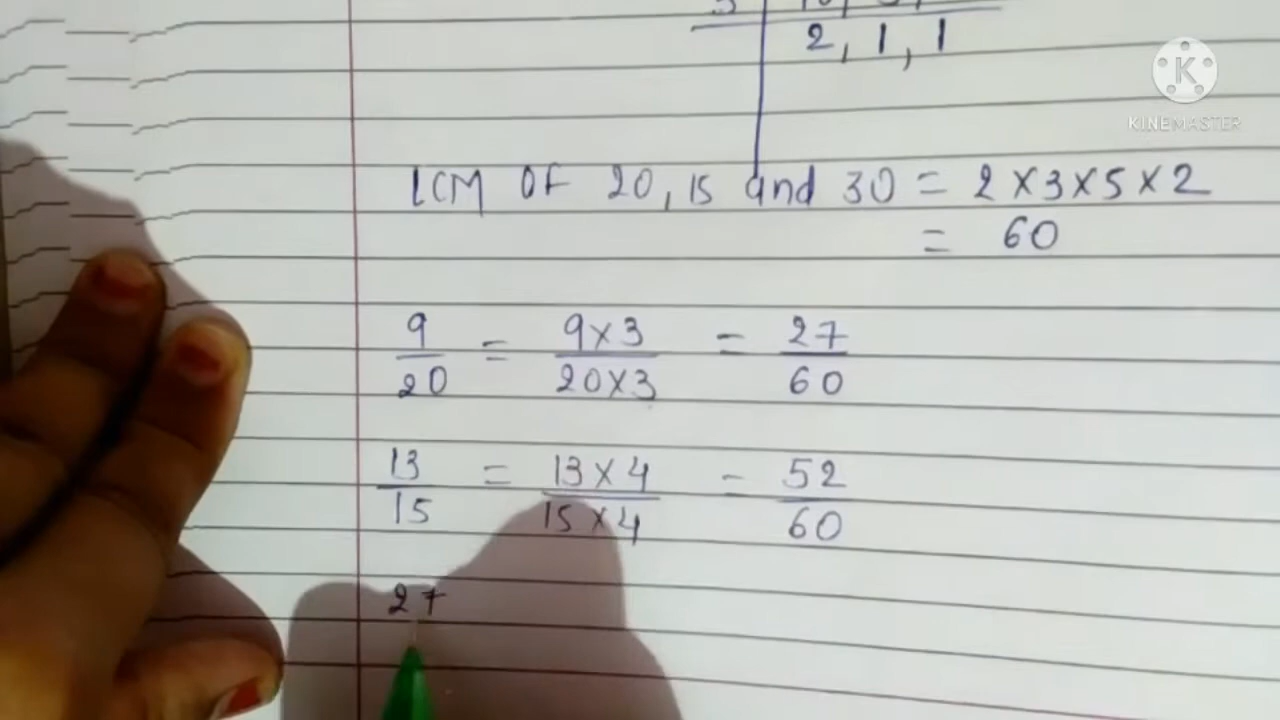 2, 1, 1
LCM OF 20, 15 and 30 = 2×3×5×2
= 60
9/20 = 9×3/20×3 = 27/60
13/15 = 13×4/15×4 = 52/60
27
KINEMASTER